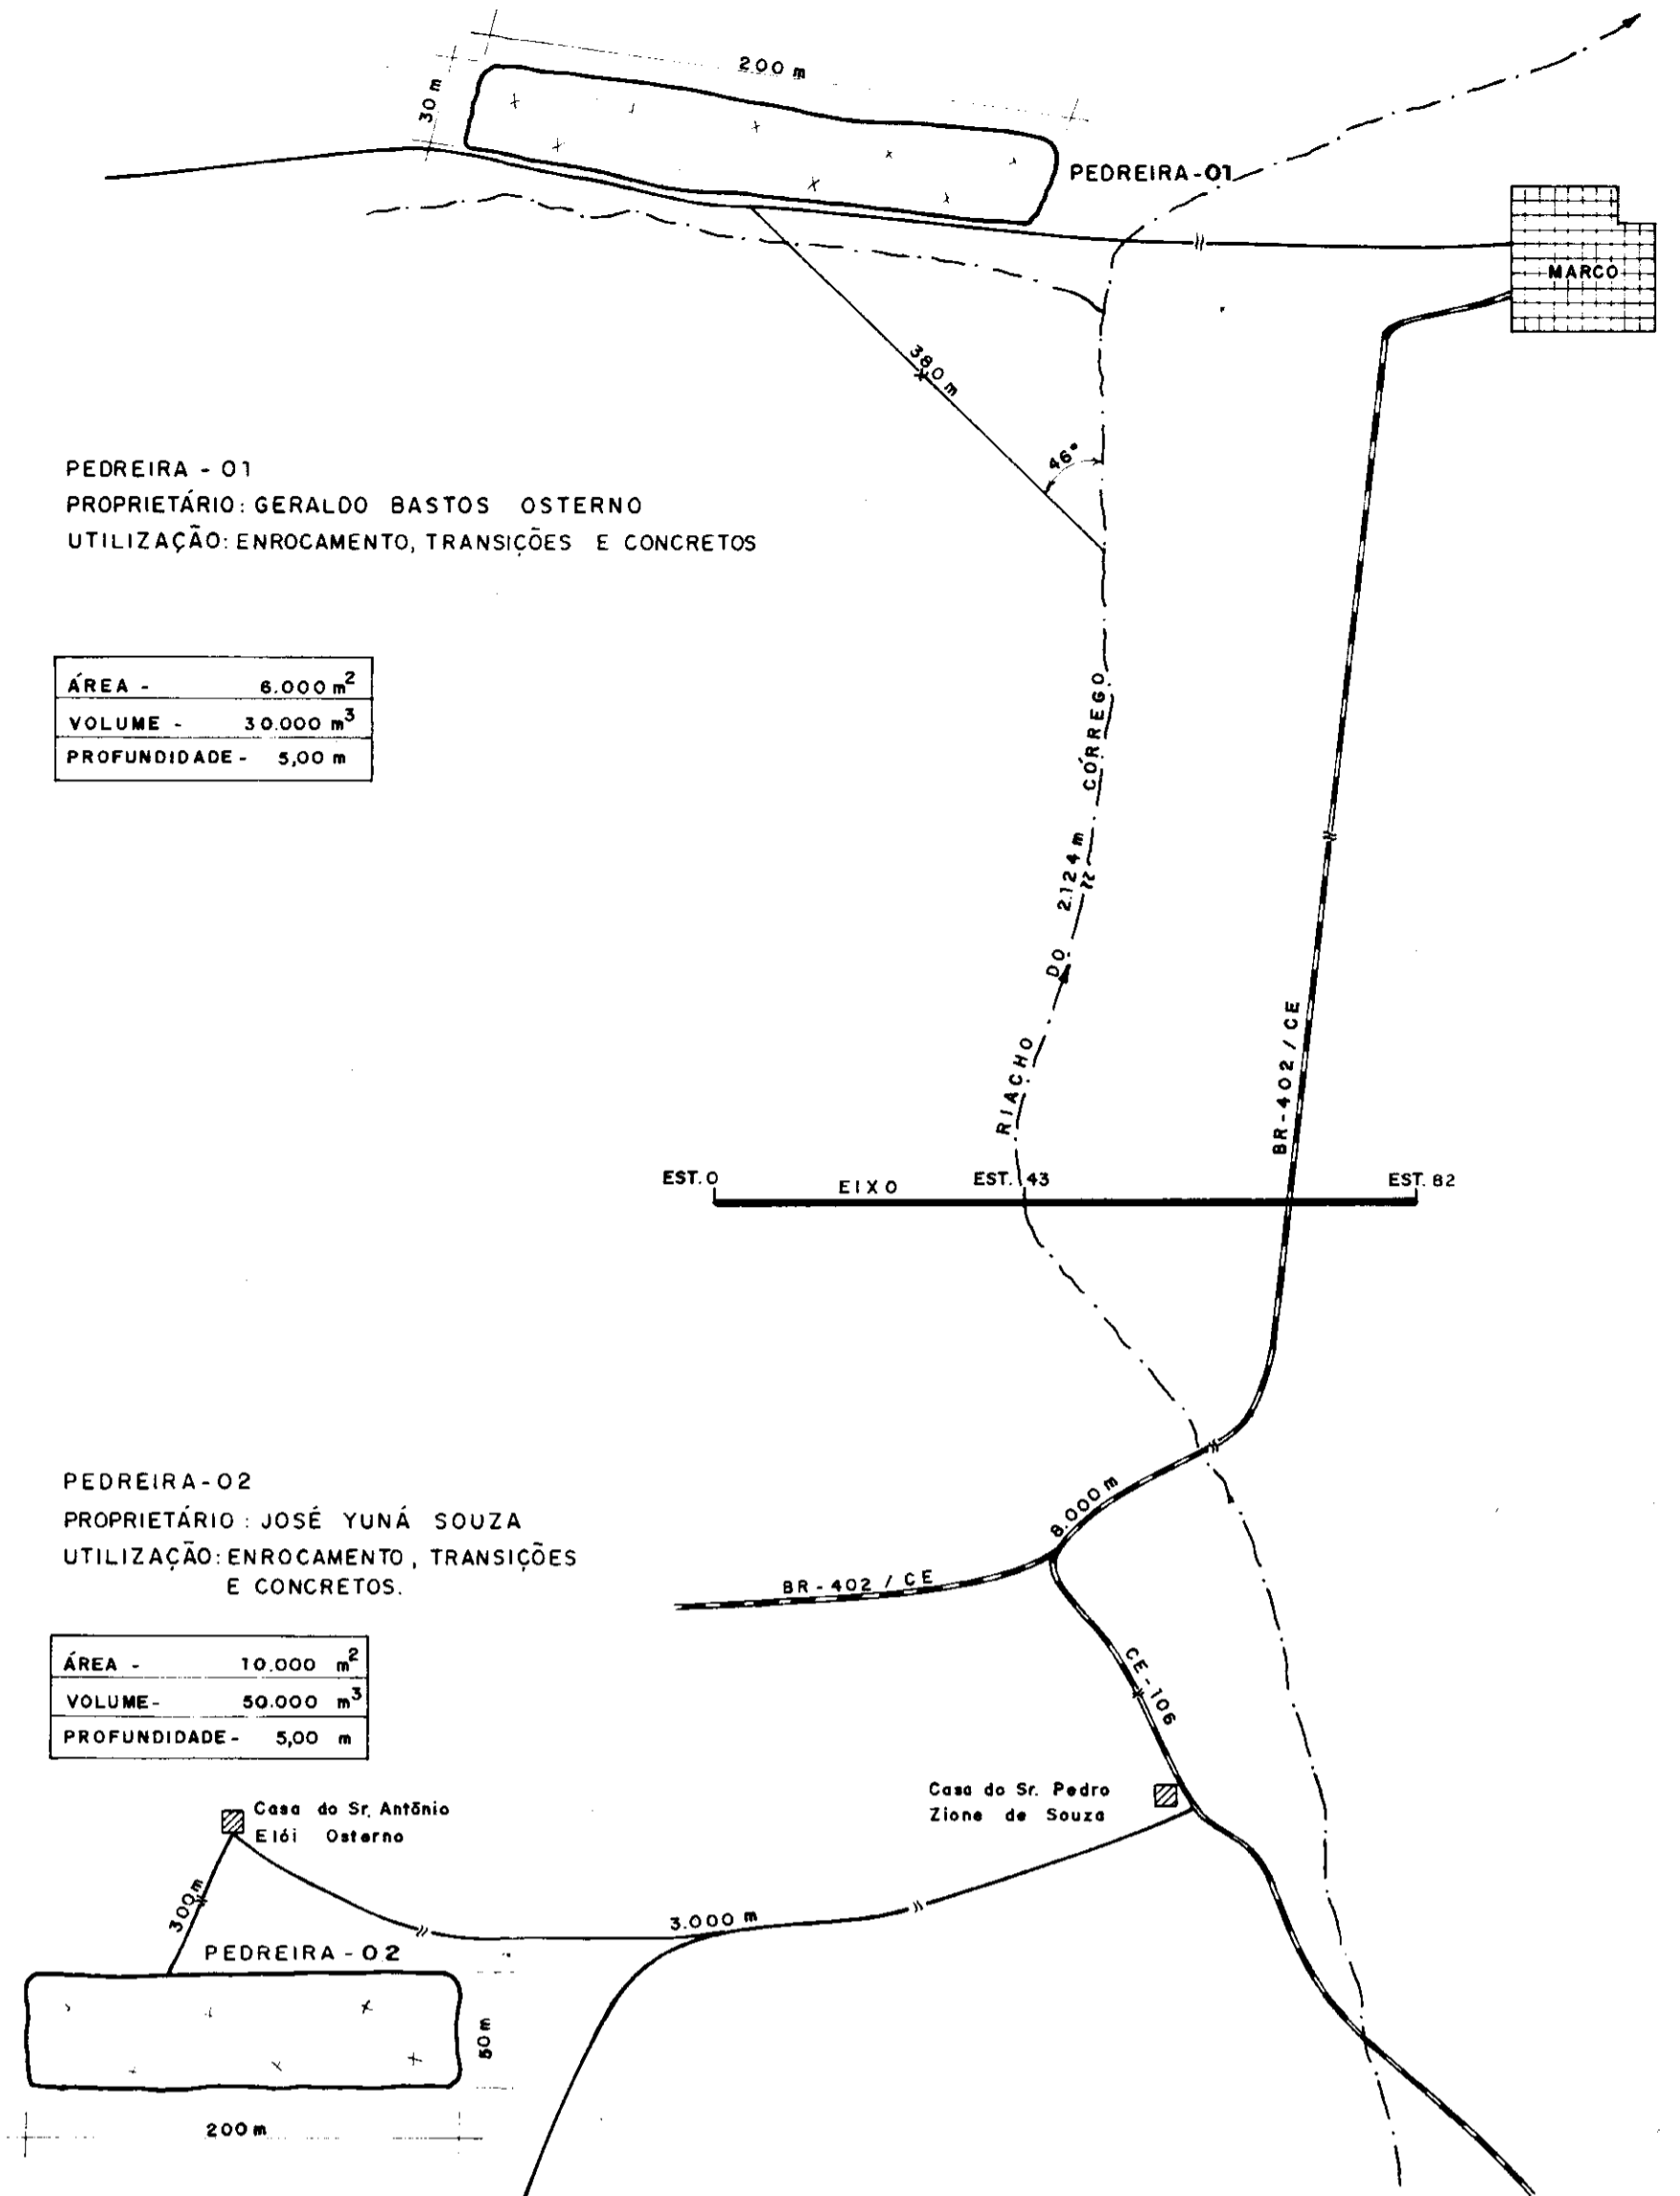 200 m
30 m
PEDREIRA-01
MARCO
380 m
46°
PEDREIRA - 01
PROPRIETÁRIO: GERALDO BASTOS OSTERNO
UTILIZAÇÃO: ENROCAMENTO, TRANSIÇÕES E CONCRETOS
ÁREA - 6.000 m²
VOLUME - 30.000 m³
PROFUNDIDADE - 5,00 m
RIACHO DO CÓRREGO
2.124 m
BR-402 / CE
EST. 0
EIXO
EST. 43
EST. 82
PEDREIRA-02
PROPRIETÁRIO: JOSÉ YUNÁ SOUZA
UTILIZAÇÃO: ENROCAMENTO, TRANSIÇÕES
E CONCRETOS.
8.000 m
BR-402 / CE
CE-106
ÁREA - 10.000 m²
VOLUME- 50.000 m³
PROFUNDIDADE- 5,00 m
Casa do Sr. Antônio
Elói Osterno
Casa do Sr. Pedro
Zione de Souza
300 m
3.000 m
PEDREIRA - 02
50 m
200 m